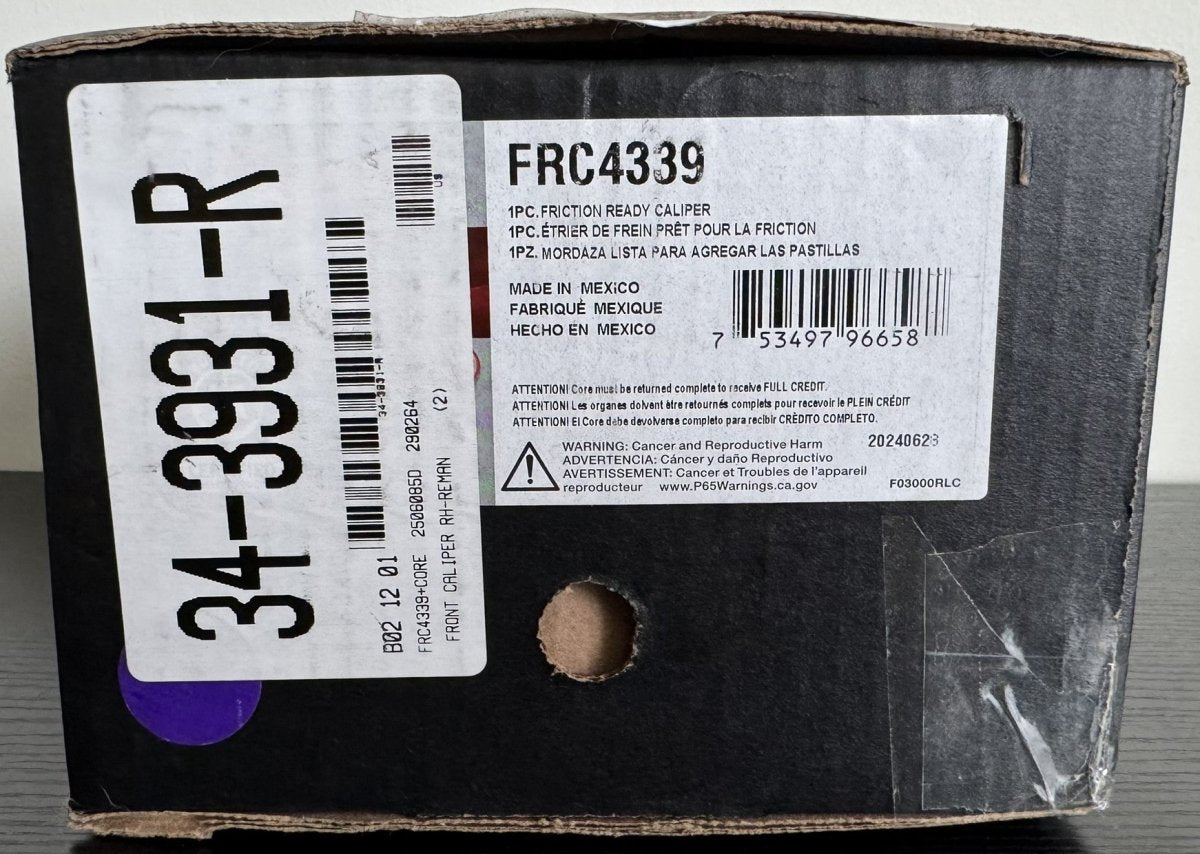 34-3931-R
US
34-3931-R
B02 12 01
FRC4339+CORE 2506085D 290264
FRONT CALIPER RH-REMAN (2)
FRC4339
1PC. FRICTION READY CALIPER
1PC. ÉTRIER DE FREIN PRÊT POUR LA FRICTION
1PZ. MORDAZA LISTA PARA AGREGAR LAS PASTILLAS
MADE IN MEXICO
FABRIQUÉ MEXIQUE
HECHO EN MEXICO
7 53497 96658
ATTENTION! Core must be returned complete to receive FULL CREDIT.
ATTENTION! Les organes doivent être retournés complets pour recevoir le PLEIN CRÉDIT
ATTENTION! El Core debe devolverse completo para recibir CRÈDITO COMPLETO.
WARNING: Cancer and Reproductive Harm
ADVERTENCIA: Cáncer y daño Reproductivo
AVERTISSEMENT: Cancer et Troubles de l'appareil
reproducteur www.P65Warnings.ca.gov
20240628
F03000RLC